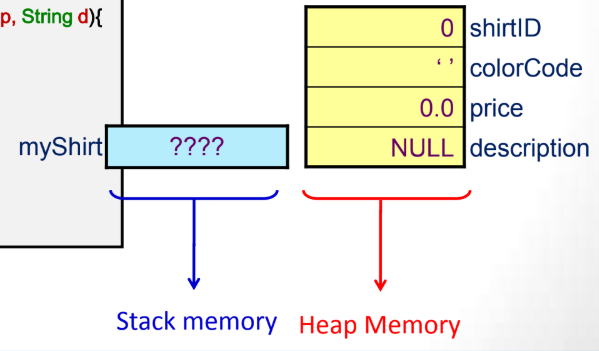 p, String d){
0 shirtID
‘ ’ colorCode
0.0 price
myShirt ???? NULL description
Stack memory Heap Memory